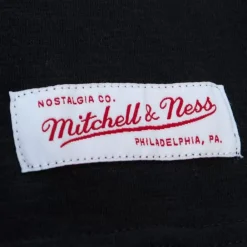 NOSTALGIA CO.
Mitchell & Ness
PHILADELPHIA, PA.